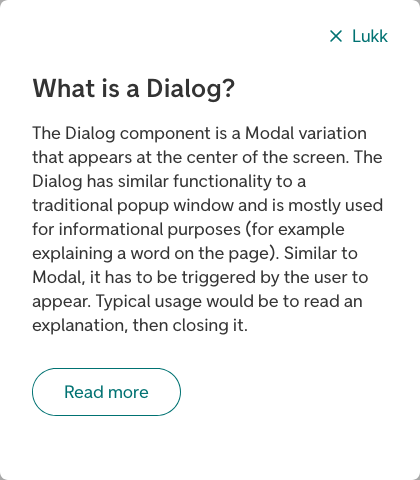 Lukk
What is a Dialog?
The Dialog component is a Modal variation
that appears at the center of the screen. The
Dialog has similar functionality to a
traditional popup window and is mostly used
for informational purposes (for example
explaining a word on the page). Similar to
Modal, it has to be triggered by the user to
appear. Typical usage would be to read an
explanation, then closing it.
Read more